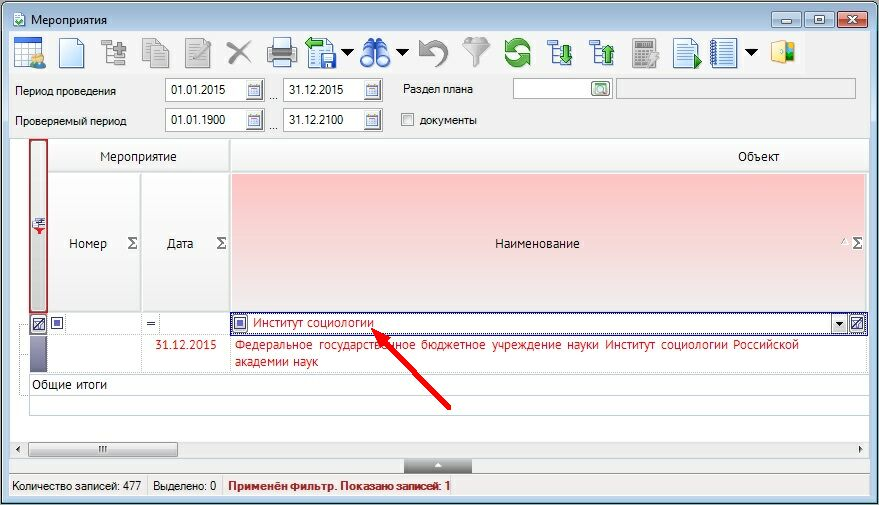 Мероприятия
Период проведения 01.01.2015 ... 31.12.2015 Раздел плана
Проверяемый период 01.01.1900 ... 31.12.2100 документы
Мероприятие Объект
Номер Σ Дата Σ Наименование Σ
= Институт социологии
31.12.2015 Федеральное государственное бюджетное учреждение науки Институт социологии Российской
академии наук
Общие итоги
Количество записей: 477 Выделено: 0 Применён фильтр. Показано записей: 1